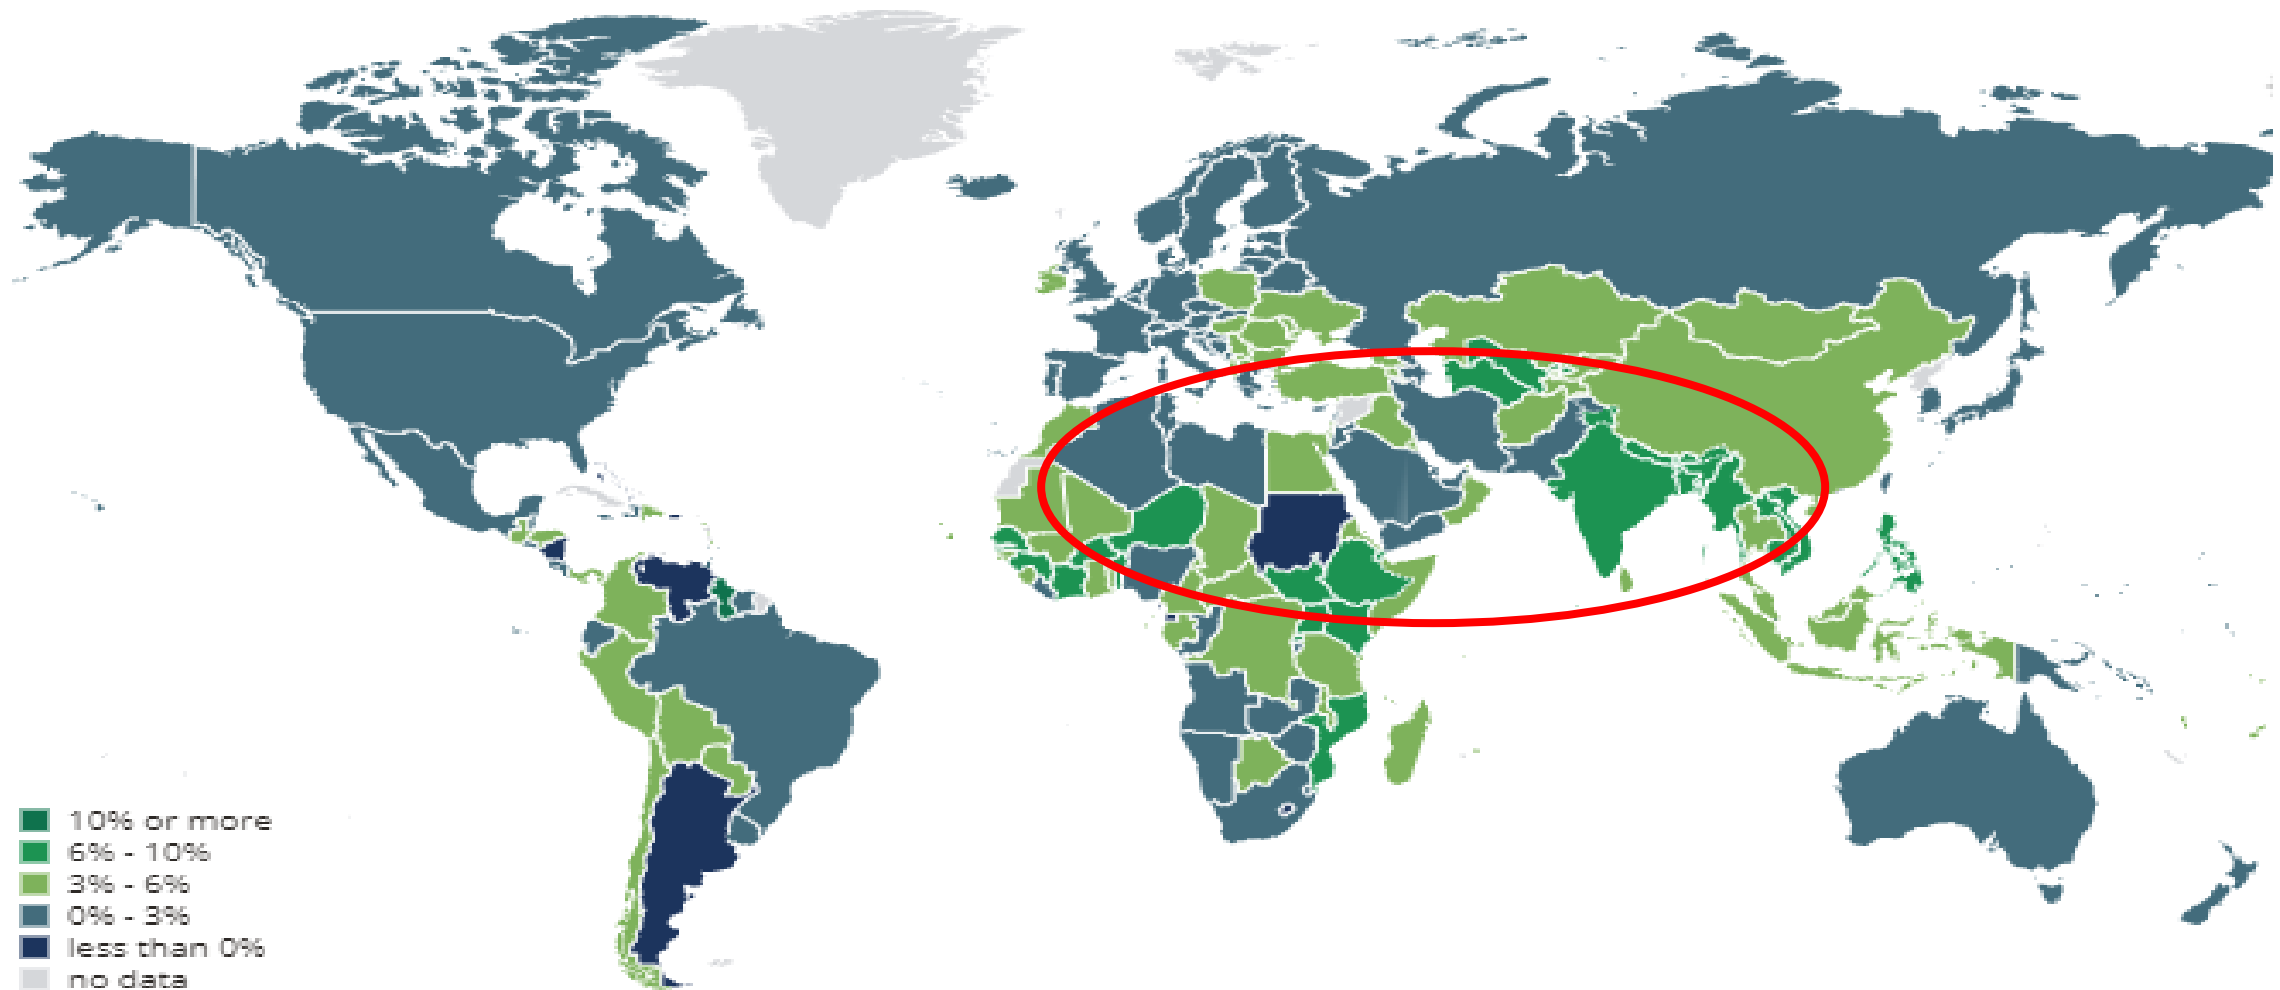 10% or more
6% - 10%
3% - 6%
0% - 3%
less than 0%
no data